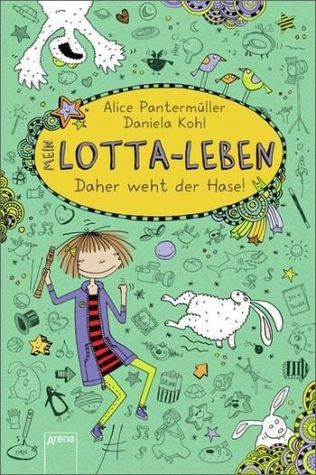 Alice Pantermüller
Daniela Kohl
MEIN
LOTTA-LEBEN
Daher weht der Hase!
Arena